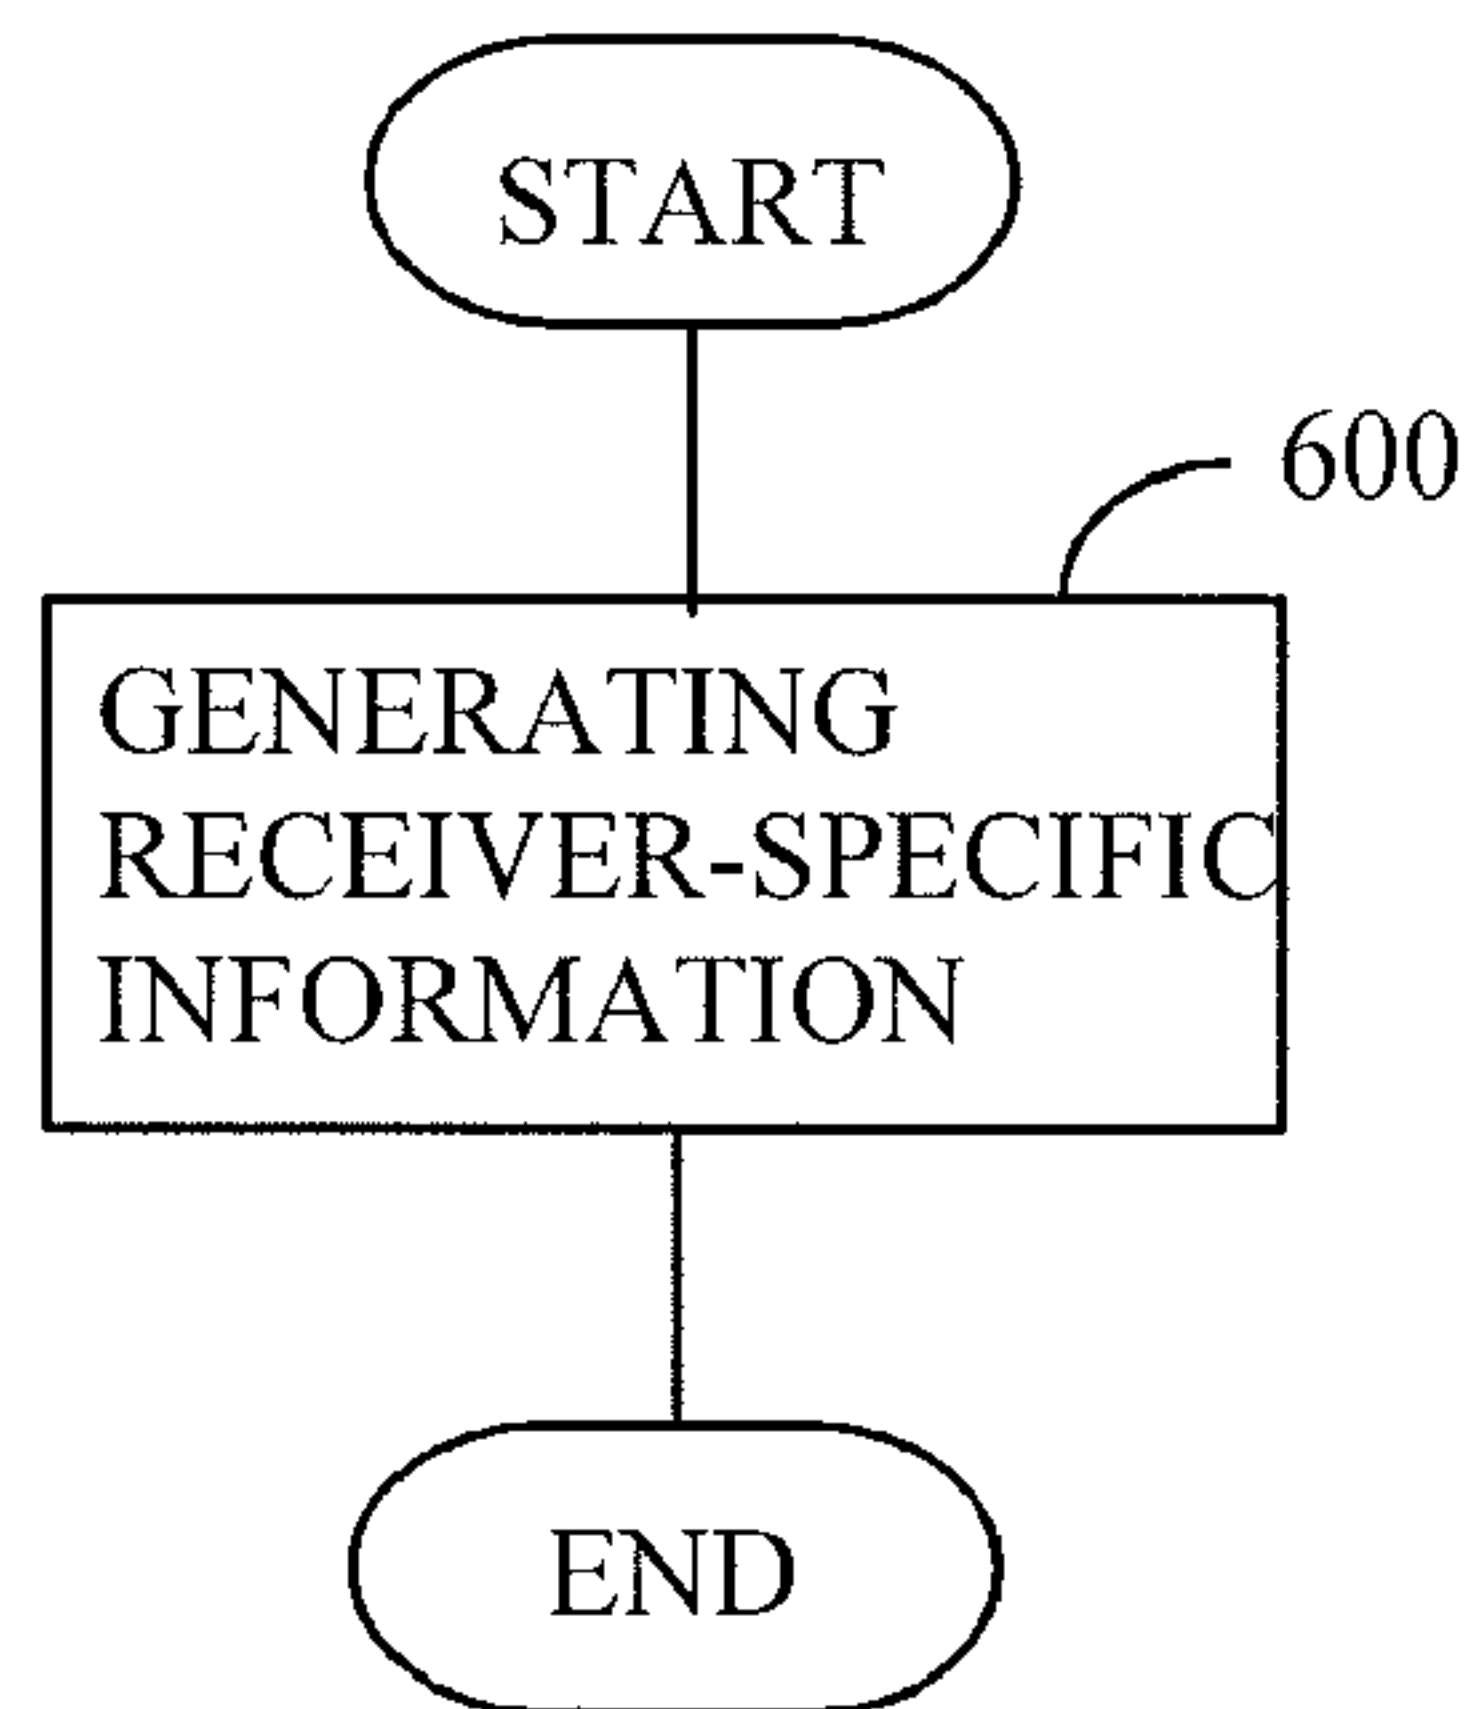 START
600
GENERATING
RECEIVER-SPECIFIC
INFORMATION
END